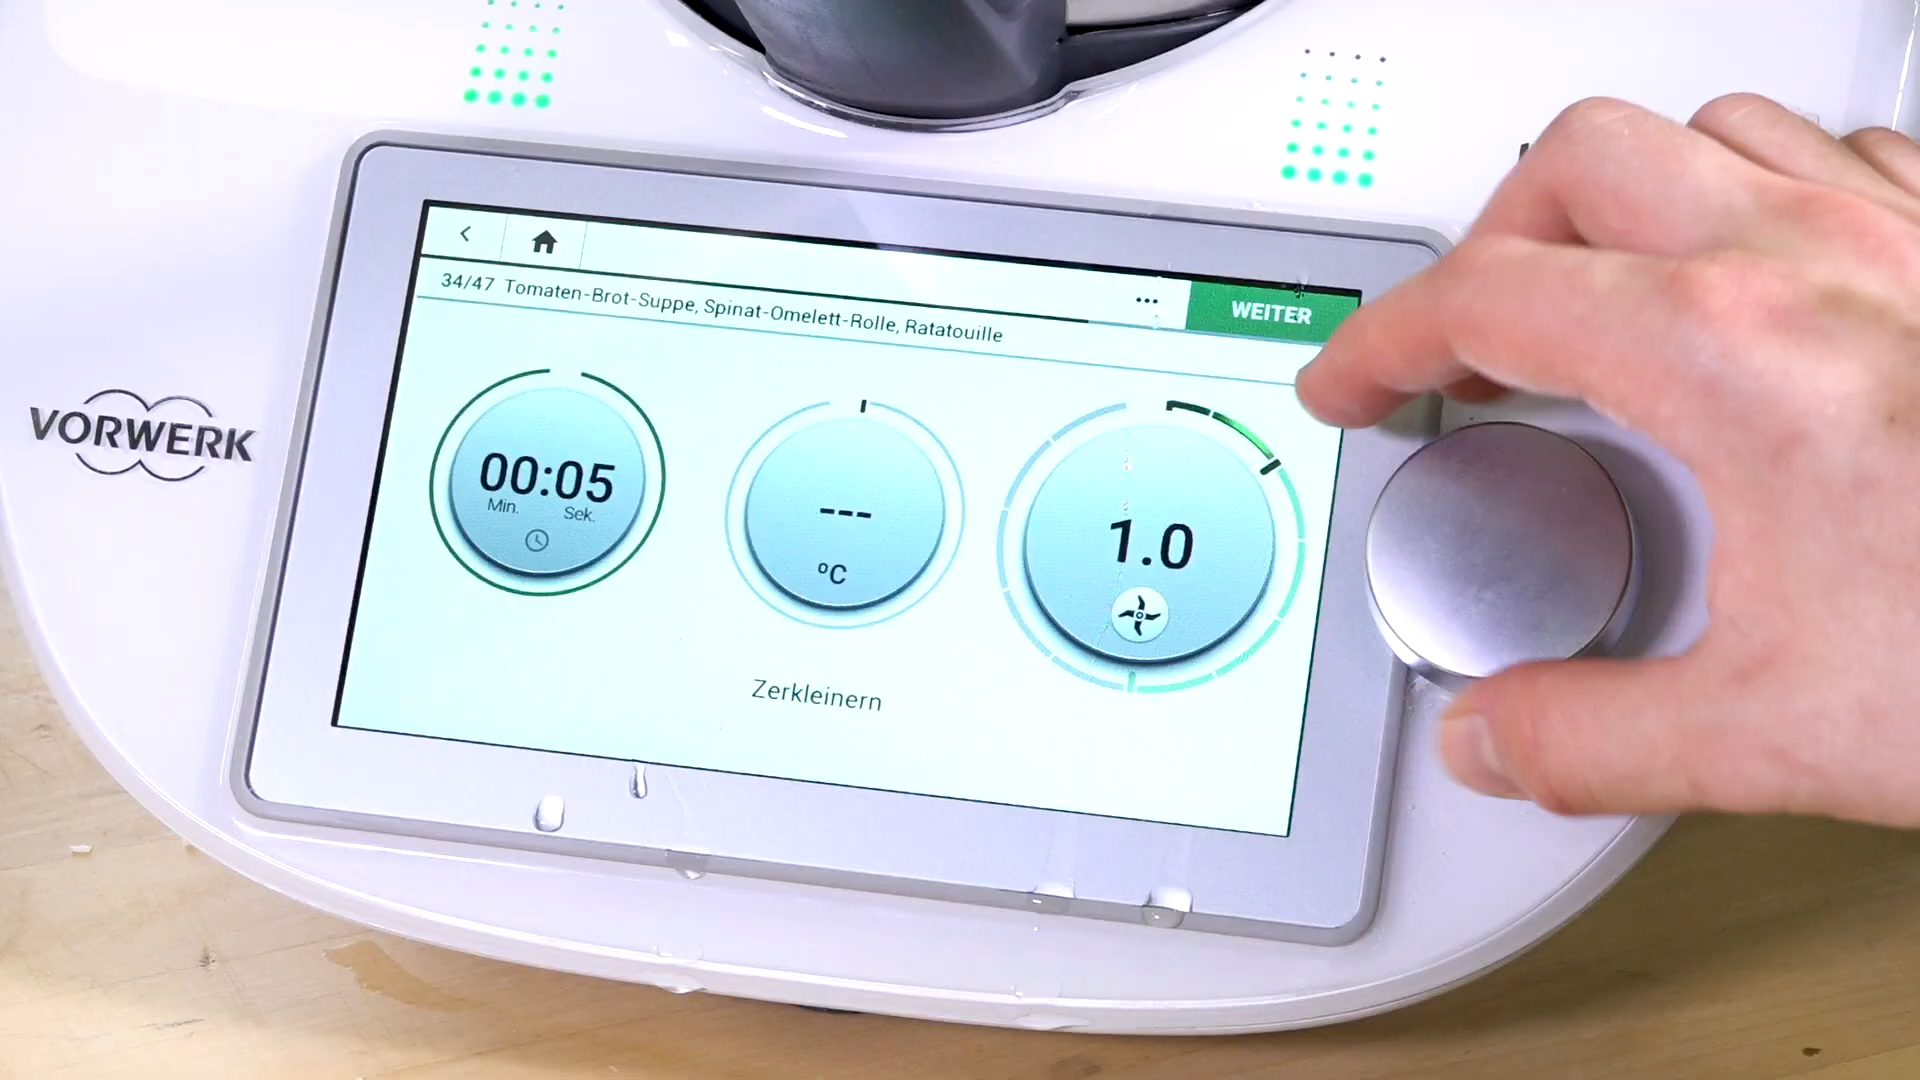 WEITER
34/47 Tomaten-Brot-Suppe, Spinat-Omelett-Rolle, Ratatouille
VORWERK
00:05
Min. Sek.
---
°C
1.0
Zerkleinern